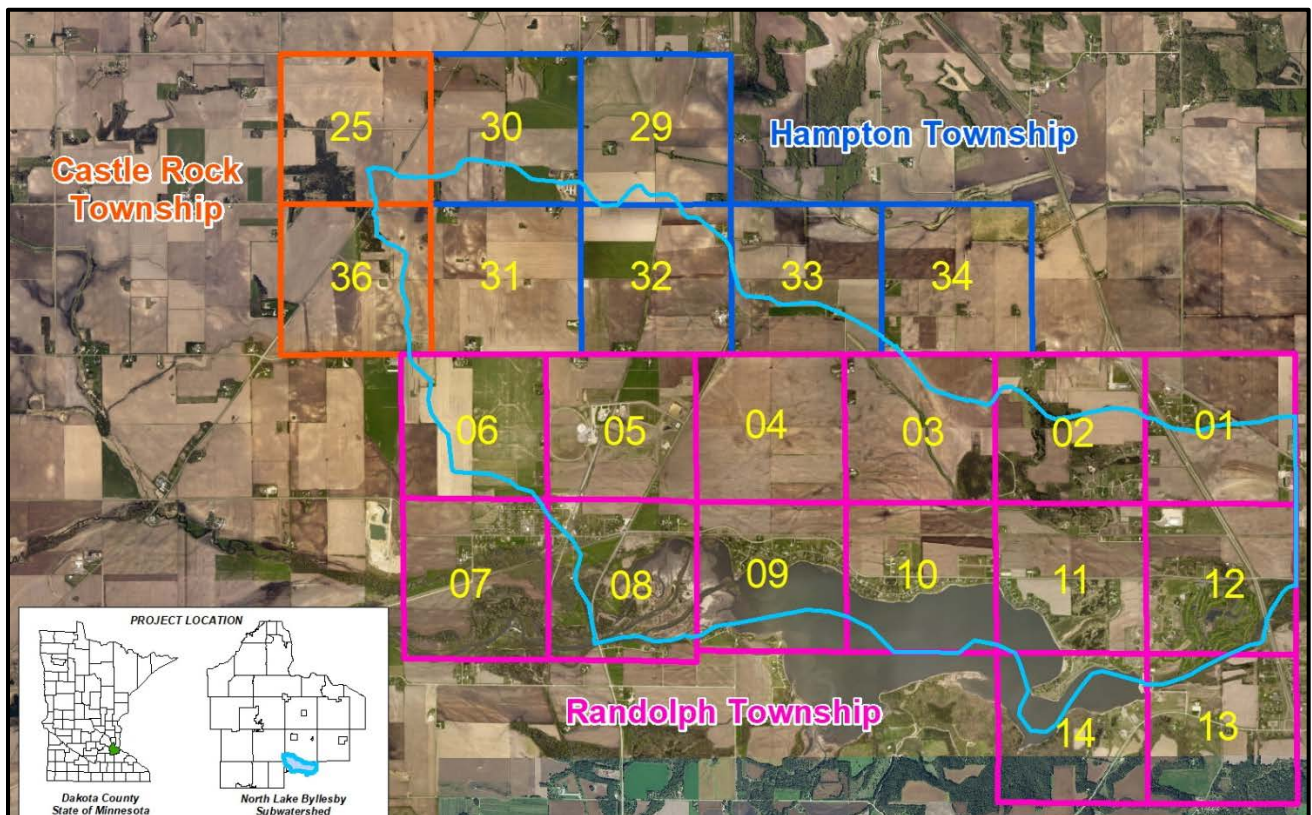 25
30
29
Hampton Township
Castle Rock
Township
36
31
32
33
34
06
05
04
03
02
01
07
08
09
10
11
12
Randolph Township
14
13
PROJECT LOCATION
Dakota County
State of Minnesota
North Lake Byllesby
Subwatershed